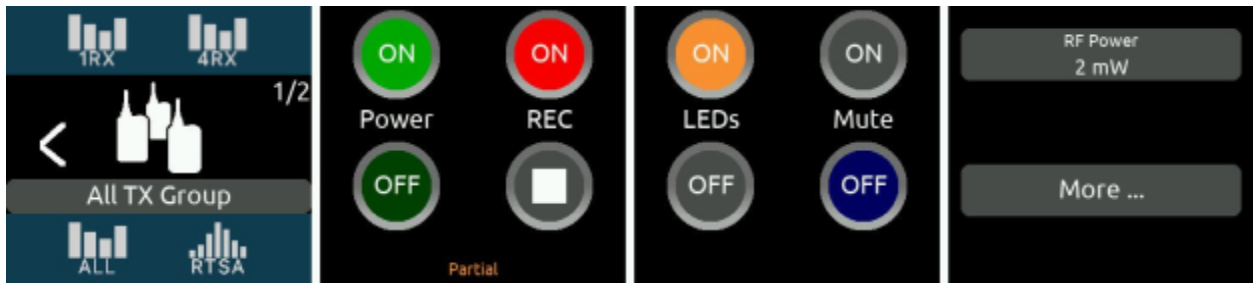 1RX 4RX
1/2
All TX Group
ALL RTSA
ON ON
Power REC
OFF
Partial
ON ON
LEDs Mute
OFF OFF
RF Power
2 mW
More ...